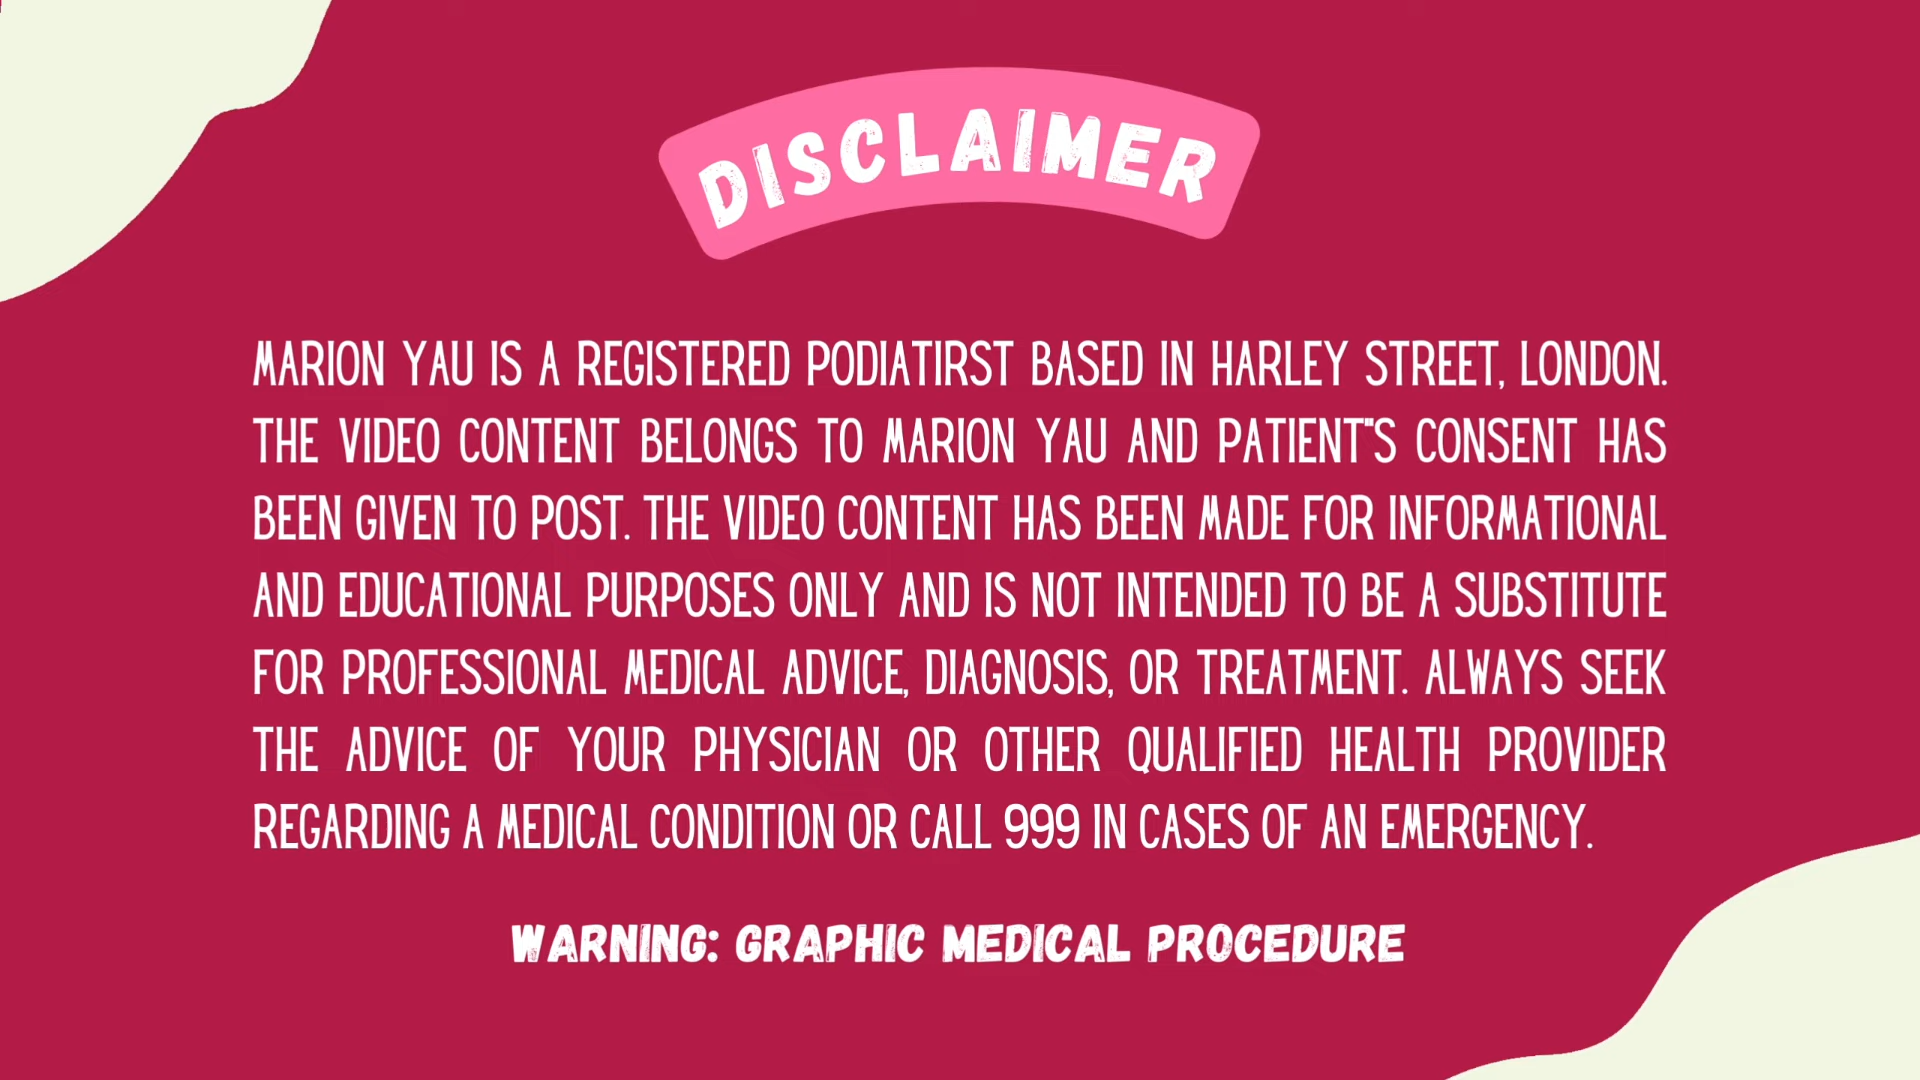 DISCLAIMER
MARION YAU IS A REGISTERED PODIATIRST BASED IN HARLEY STREET, LONDON.
THE VIDEO CONTENT BELONGS TO MARION YAU AND PATIENT"S CONSENT HAS
BEEN GIVEN TO POST. THE VIDEO CONTENT HAS BEEN MADE FOR INFORMATIONAL
AND EDUCATIONAL PURPOSES ONLY AND IS NOT INTENDED TO BE A SUBSTITUTE
FOR PROFESSIONAL MEDICAL ADVICE, DIAGNOSIS, OR TREATMENT. ALWAYS SEEK
THE ADVICE OF YOUR PHYSICIAN OR OTHER QUALIFIED HEALTH PROVIDER
REGARDING A MEDICAL CONDITION OR CALL 999 IN CASES OF AN EMERGENCY.
WARNING: GRAPHIC MEDICAL PROCEDURE